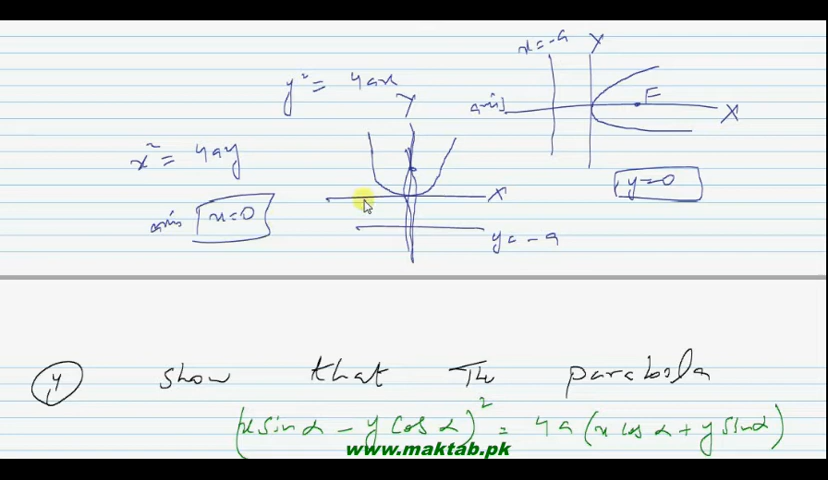 x = -a Y
y² = 4ax
axis F
X
Y
x² = 4ay
y=0
X
axis x=0
y = -a
4 show that The parabola
(x sin α - y cos α)² = 4a (x cos α + y sin α)
www.maktab.pk